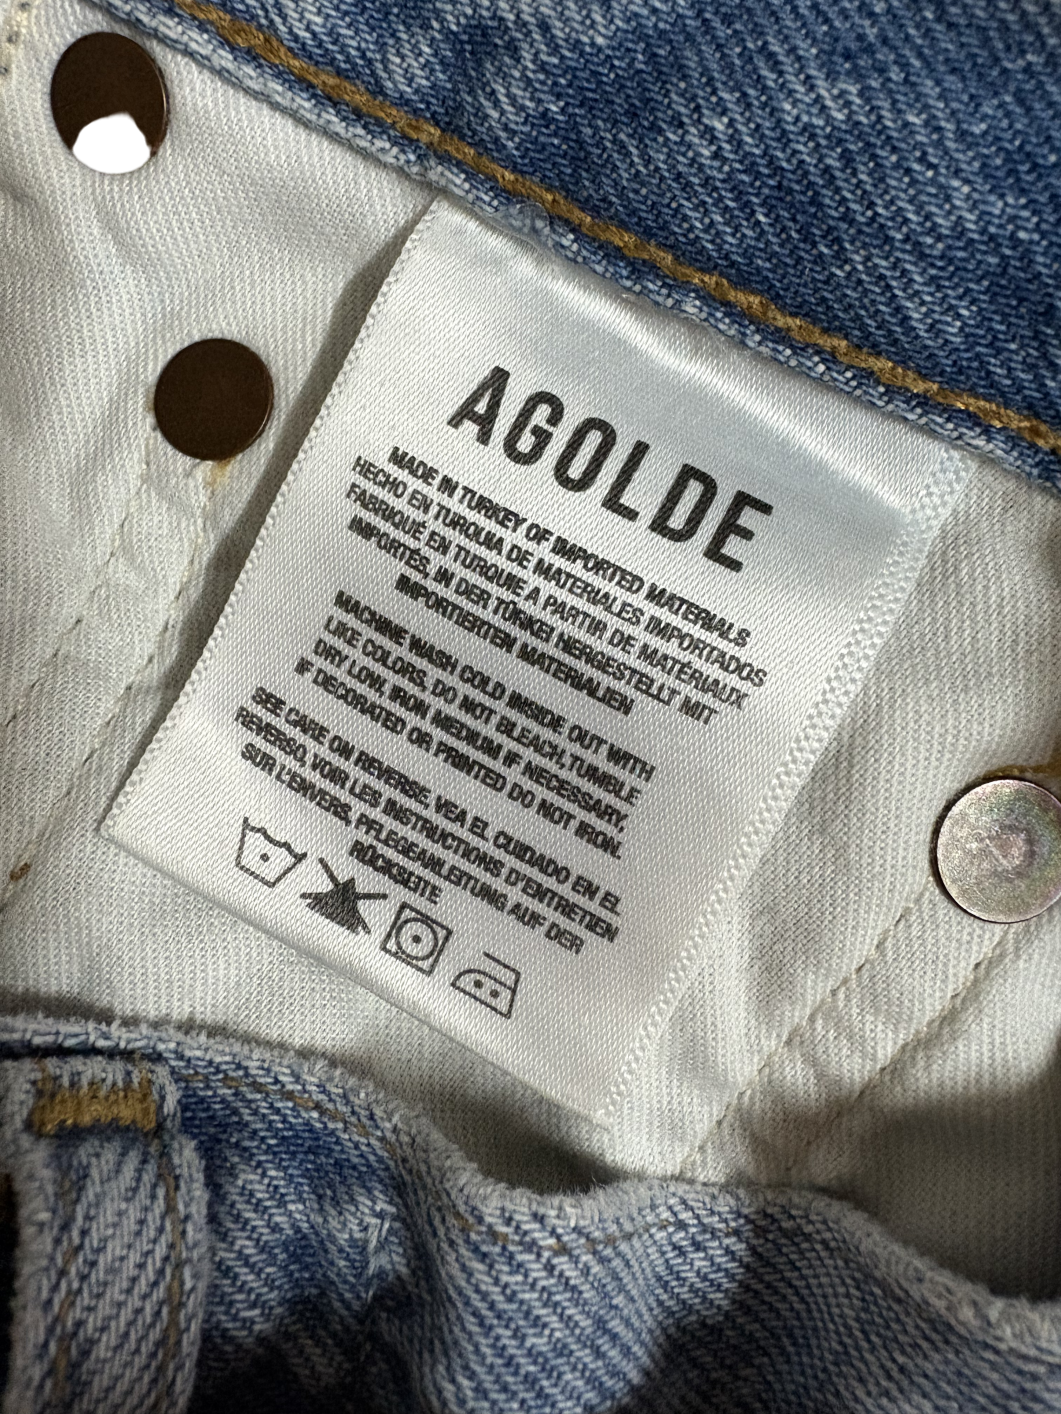 AGOLDE
MADE IN TURKEY OF IMPORTED MATERIALS.
HECHO EN TURQUIA DE MATERIALES IMPORTADOS
FABRIQUÉ EN TURQUIE A PARTIR DE MATÉRIAUX
IMPORTÉS, IN DER TÜRKEI HERGESTELLT MIT
IMPORTIERTEN MATERIALIEN
MACHINE WASH COLD INSIDE OUT WITH
LIKE COLORS, DO NOT BLEACH, TUMBLE
DRY LOW, IRON MEDIUM IF NECESSARY,
IF DECORATED OR PRINTED DO NOT IRON.
SEE CARE ON REVERSE. VEA EL CUIDADO EN EL
REVERSO, VOIR LES INSTRUCTIONS D'ENTRETIEN
SUR L'ENVERS, PFLEGEANLEITUNG AUF DER
RÜCKSEITE